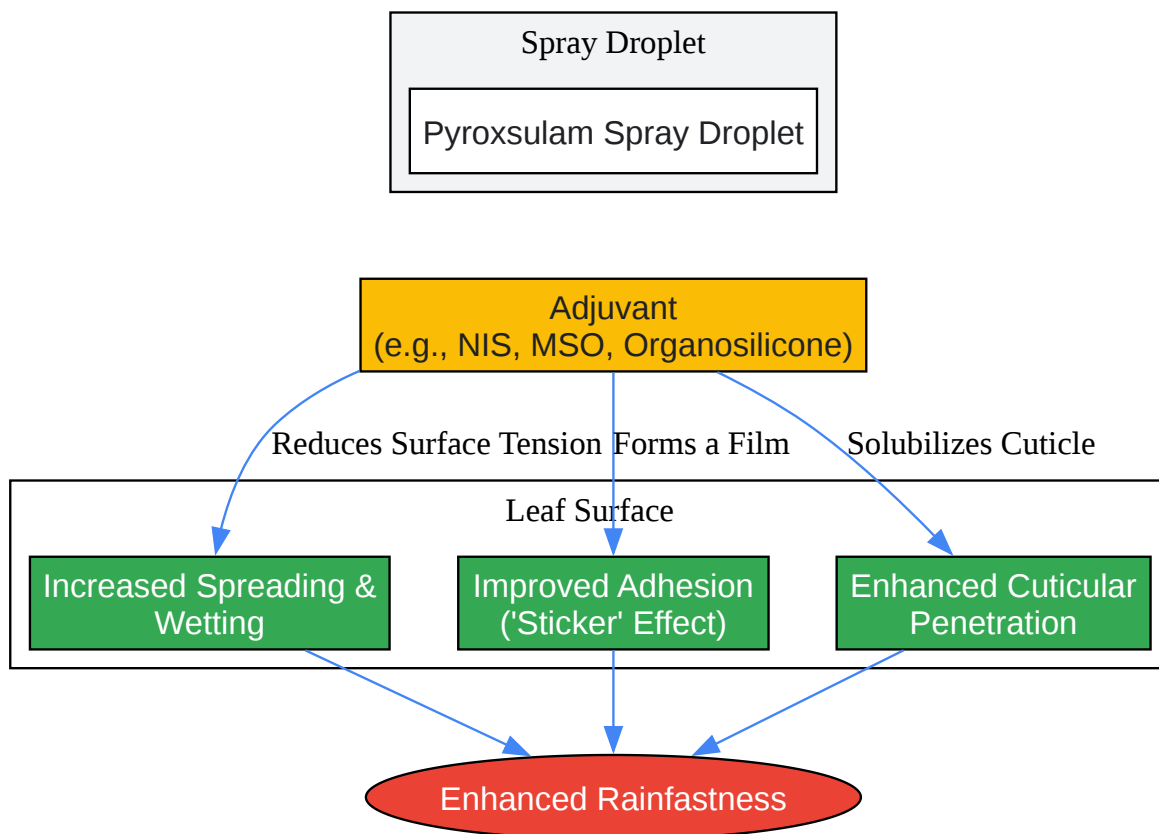 Spray Droplet
Pyroxsulam Spray Droplet
Adjuvant
(e.g., NIS, MSO, Organosilicone)
Reduces Surface Tension
Forms a Film
Solubilizes Cuticle
Leaf Surface
Increased Spreading &
Wetting
Improved Adhesion
('Sticker' Effect)
Enhanced Cuticular
Penetration
Enhanced Rainfastness